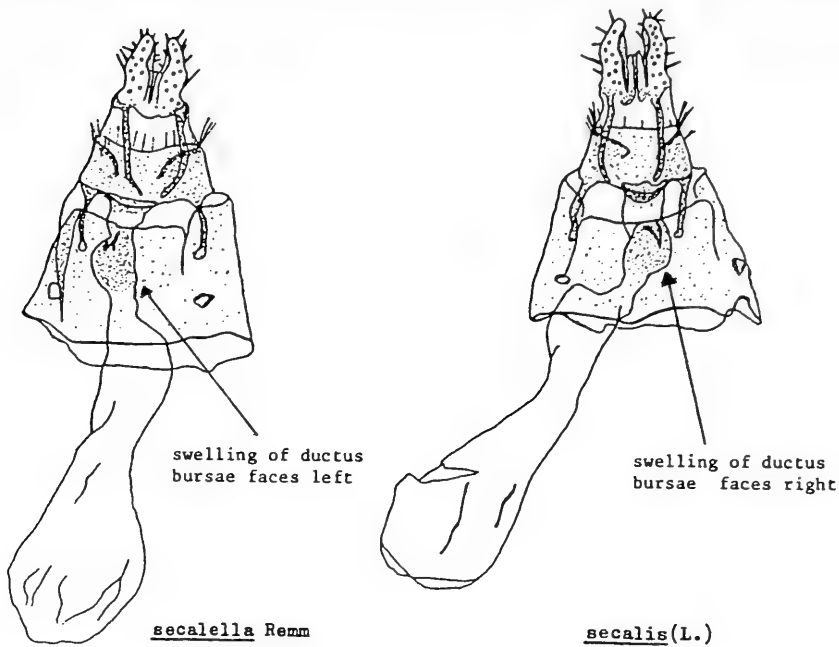 swelling of ductus
bursae faces left
swelling of ductus
bursae faces right
secalella Remm
secalis(L.)